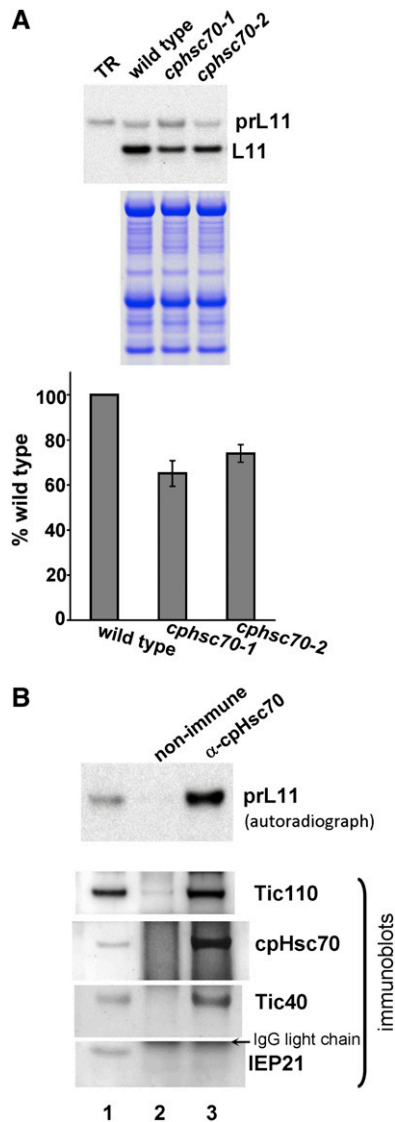 A
TR
wild type
cphsc70-1
cphsc70-2
prL11
L11
% wild type
100
80
60
40
20
0
wild type
cphsc70-1
cphsc70-2
B
non-immune
α-cpHsc70
prL11
(autoradiograph)
Tic110
cpHsc70
Tic40
IgG light chain
IEP21
immunoblots
1 2 3